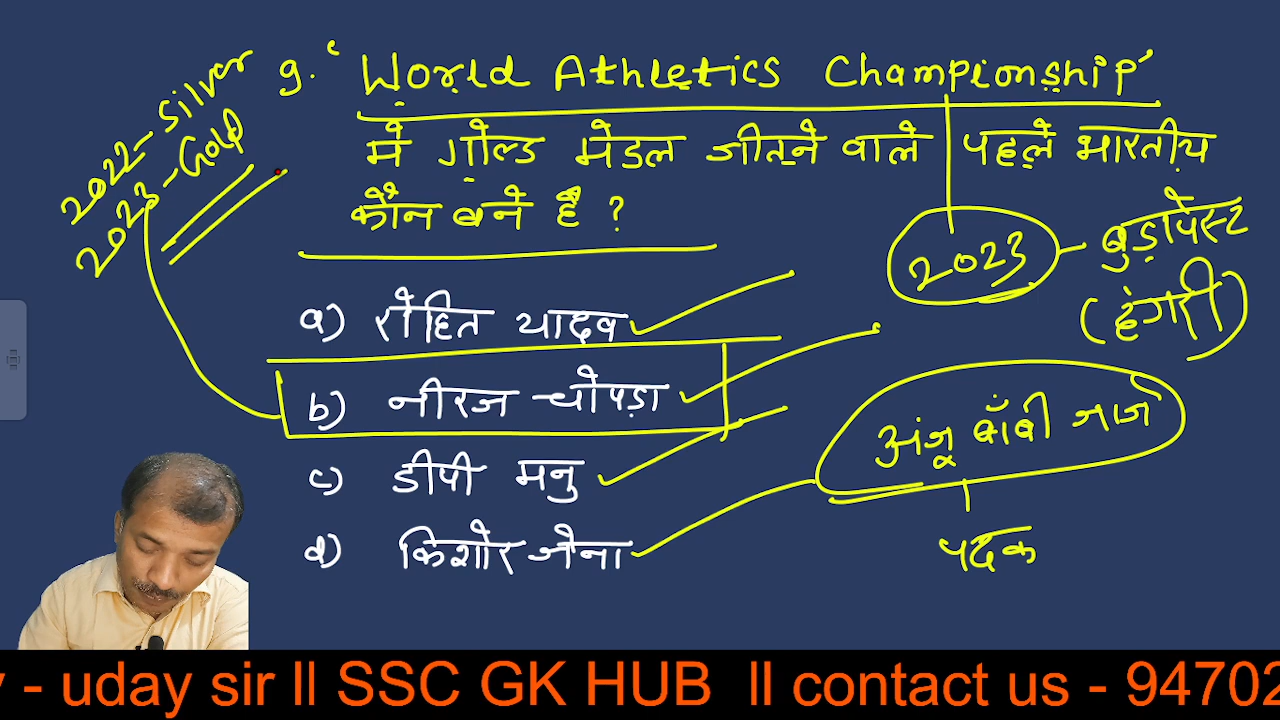 9. 'World Athletics Championship'
में गोल्ड मेडल जीतने वाले पहले भारतीय
कौन बने हैं ?
2022 - Silver
2023 - Gold
2023 - बुडापेस्ट
(हंगरी)
a) रोहित यादव
b) नीरज चोपड़ा
c) डीपी मनु
d) किशोर जेना
अंजू बॉबी जार्ज
पदक
y - uday sir ll SSC GK HUB ll contact us - 94702